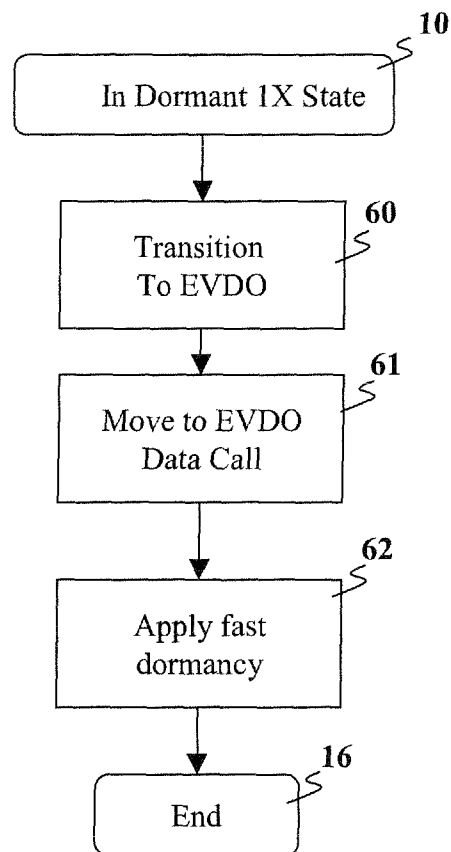 10
In Dormant 1X State
60
Transition
To EVDO
61
Move to EVDO
Data Call
62
Apply fast
dormancy
16
End